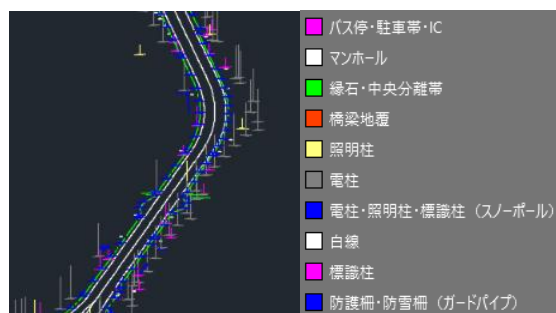 バス停・駐車帯・IC
マンホール
縁石・中央分離帯
橋梁地覆
照明柱
電柱
電柱・照明柱・標識柱（スノーポール）
白線
標識柱
防護柵・防雪柵（ガードパイプ）